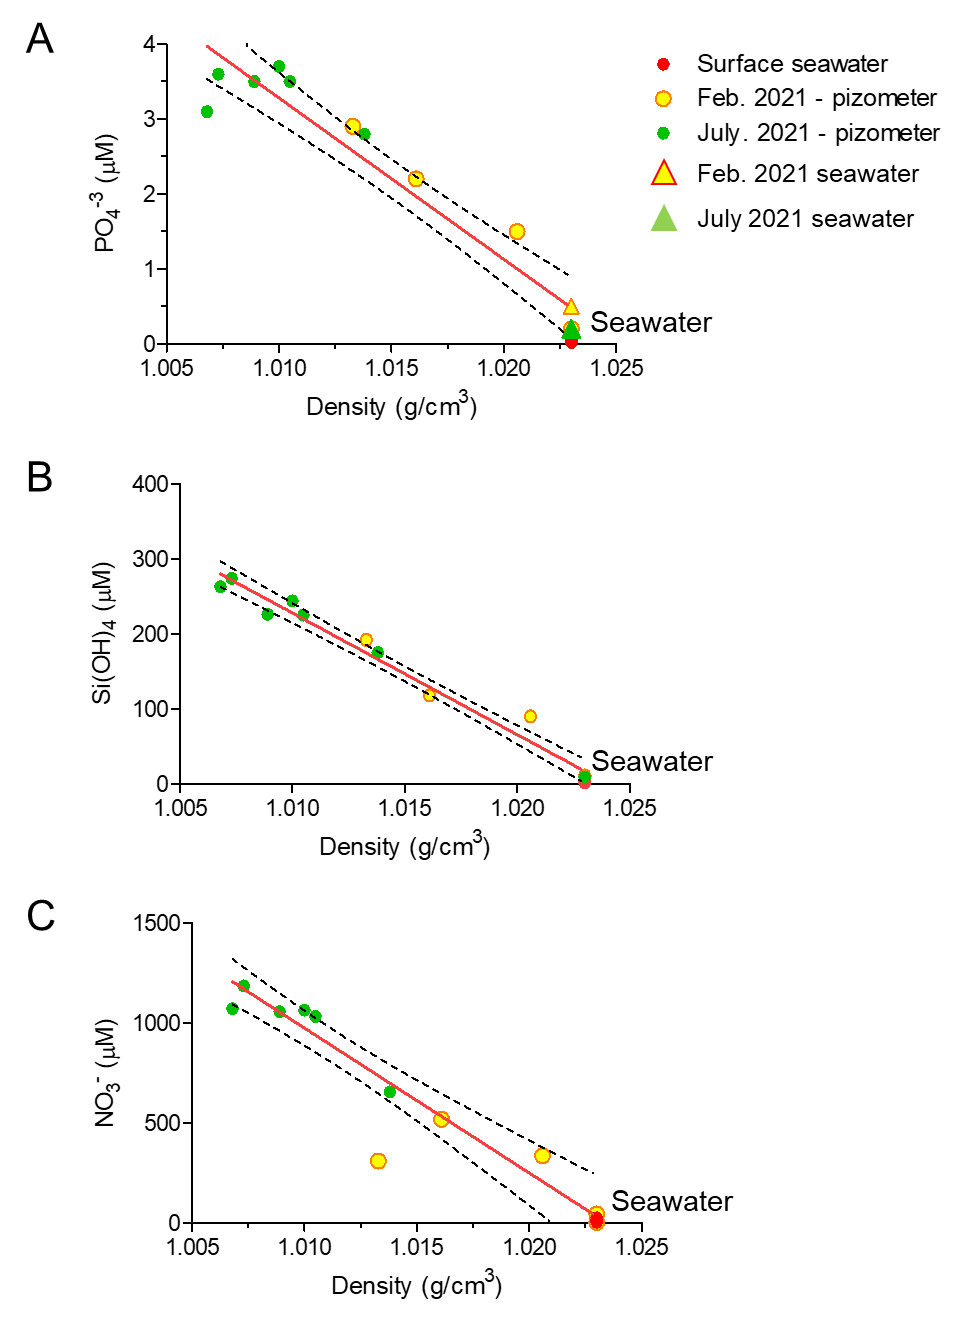 A
4
3
2
1
0
PO4-3 (μM)
1.005 1.010 1.015 1.020 1.025
Density (g/cm3)
Seawater
Surface seawater
Feb. 2021 - pizometer
July. 2021 - pizometer
Feb. 2021 seawater
July 2021 seawater
B
400
300
200
100
0
Si(OH)4 (μM)
1.005 1.010 1.015 1.020 1.025
Density (g/cm3)
Seawater
C
1500
1000
500
0
NO3- (μM)
1.005 1.010 1.015 1.020 1.025
Density (g/cm3)
Seawater